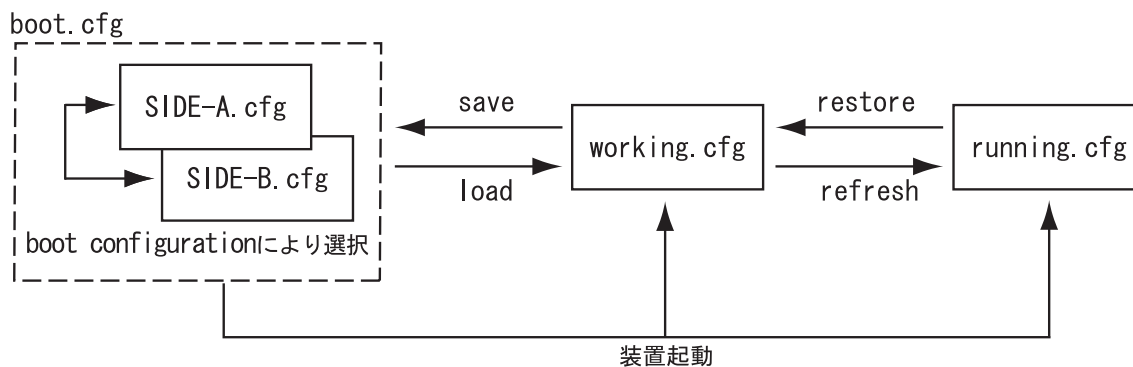 boot.cfg
SIDE-A.cfg
SIDE-B.cfg
boot configurationにより選択
save
load
working.cfg
restore
refresh
running.cfg
装置起動